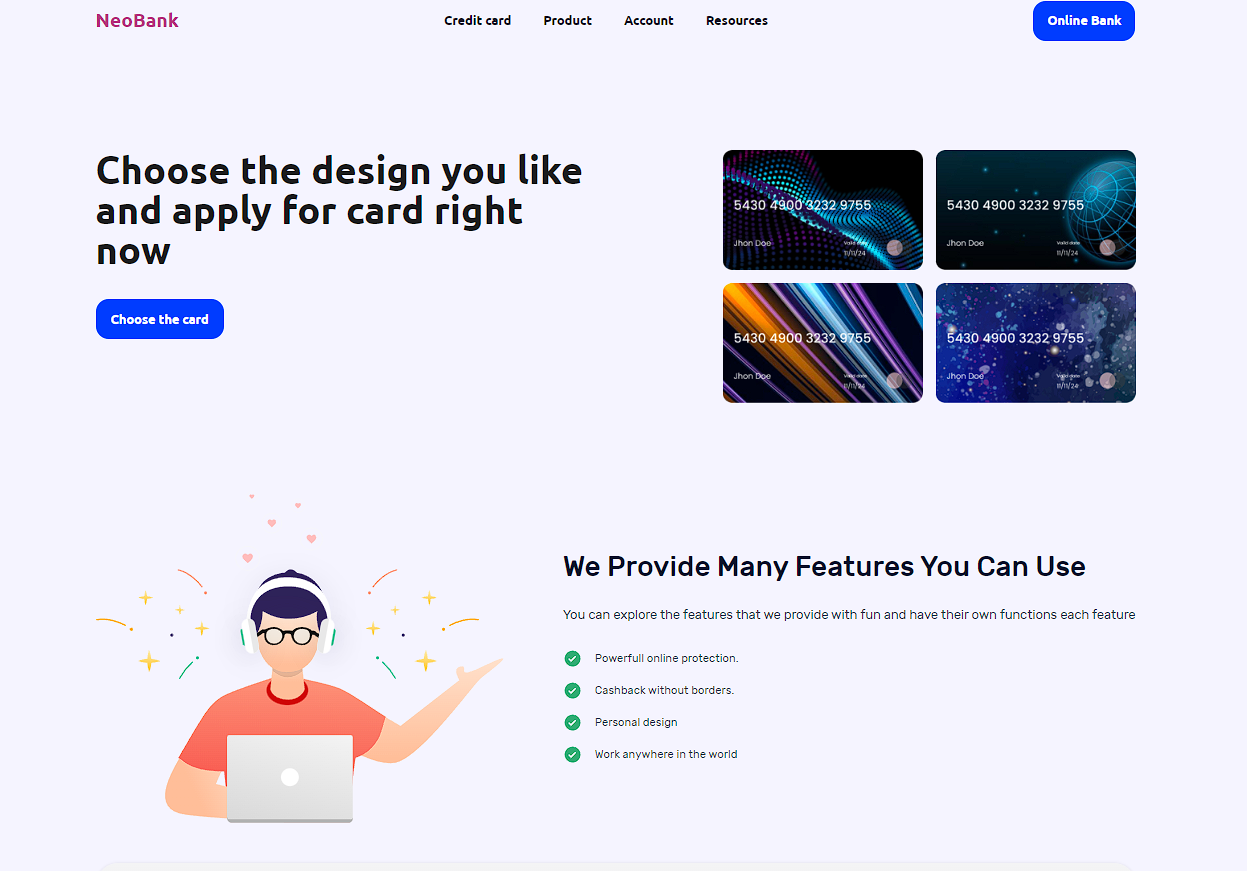 NeoBank
Credit card
Product
Account
Resources
Online Bank
Choose the design you like
and apply for card right
now
Choose the card
5430 4900 3232 9755
Jhon Doe
Valid date
11/11/24
5430 4900 3232 9755
Jhon Doe
Valid date
11/11/24
5430 4900 3232 9755
Jhon Doe
Valid date
11/11/24
5430 4900 3232 9755
Jhon Doe
Valid date
11/11/24
We Provide Many Features You Can Use
You can explore the features that we provide with fun and have their own functions each feature
Powerfull online protection.
Cashback without borders.
Personal design
Work anywhere in the world